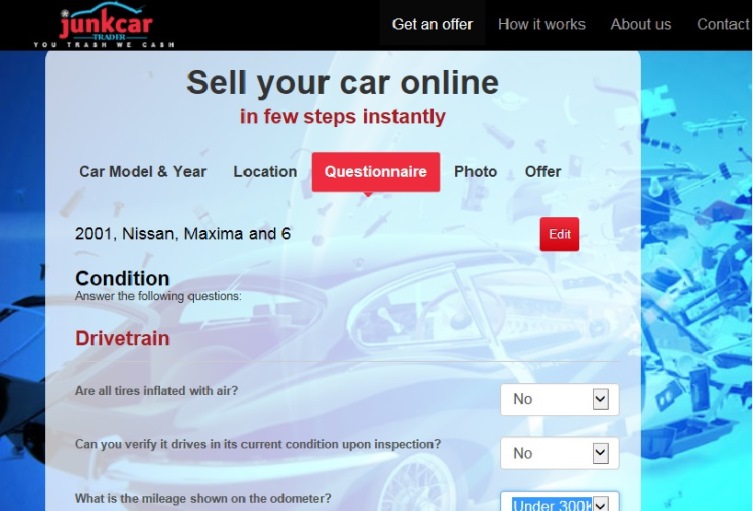 junkcar
TRADER
YOU TRASH WE CASH
Get an offer How it works About us Contact
Sell your car online
in few steps instantly
Car Model & Year Location Questionnaire Photo Offer
2001, Nissan, Maxima and 6 Edit
Condition
Answer the following questions:
Drivetrain
Are all tires inflated with air? No
Can you verify it drives in its current condition upon inspection? No
What is the mileage shown on the odometer? Under 300k